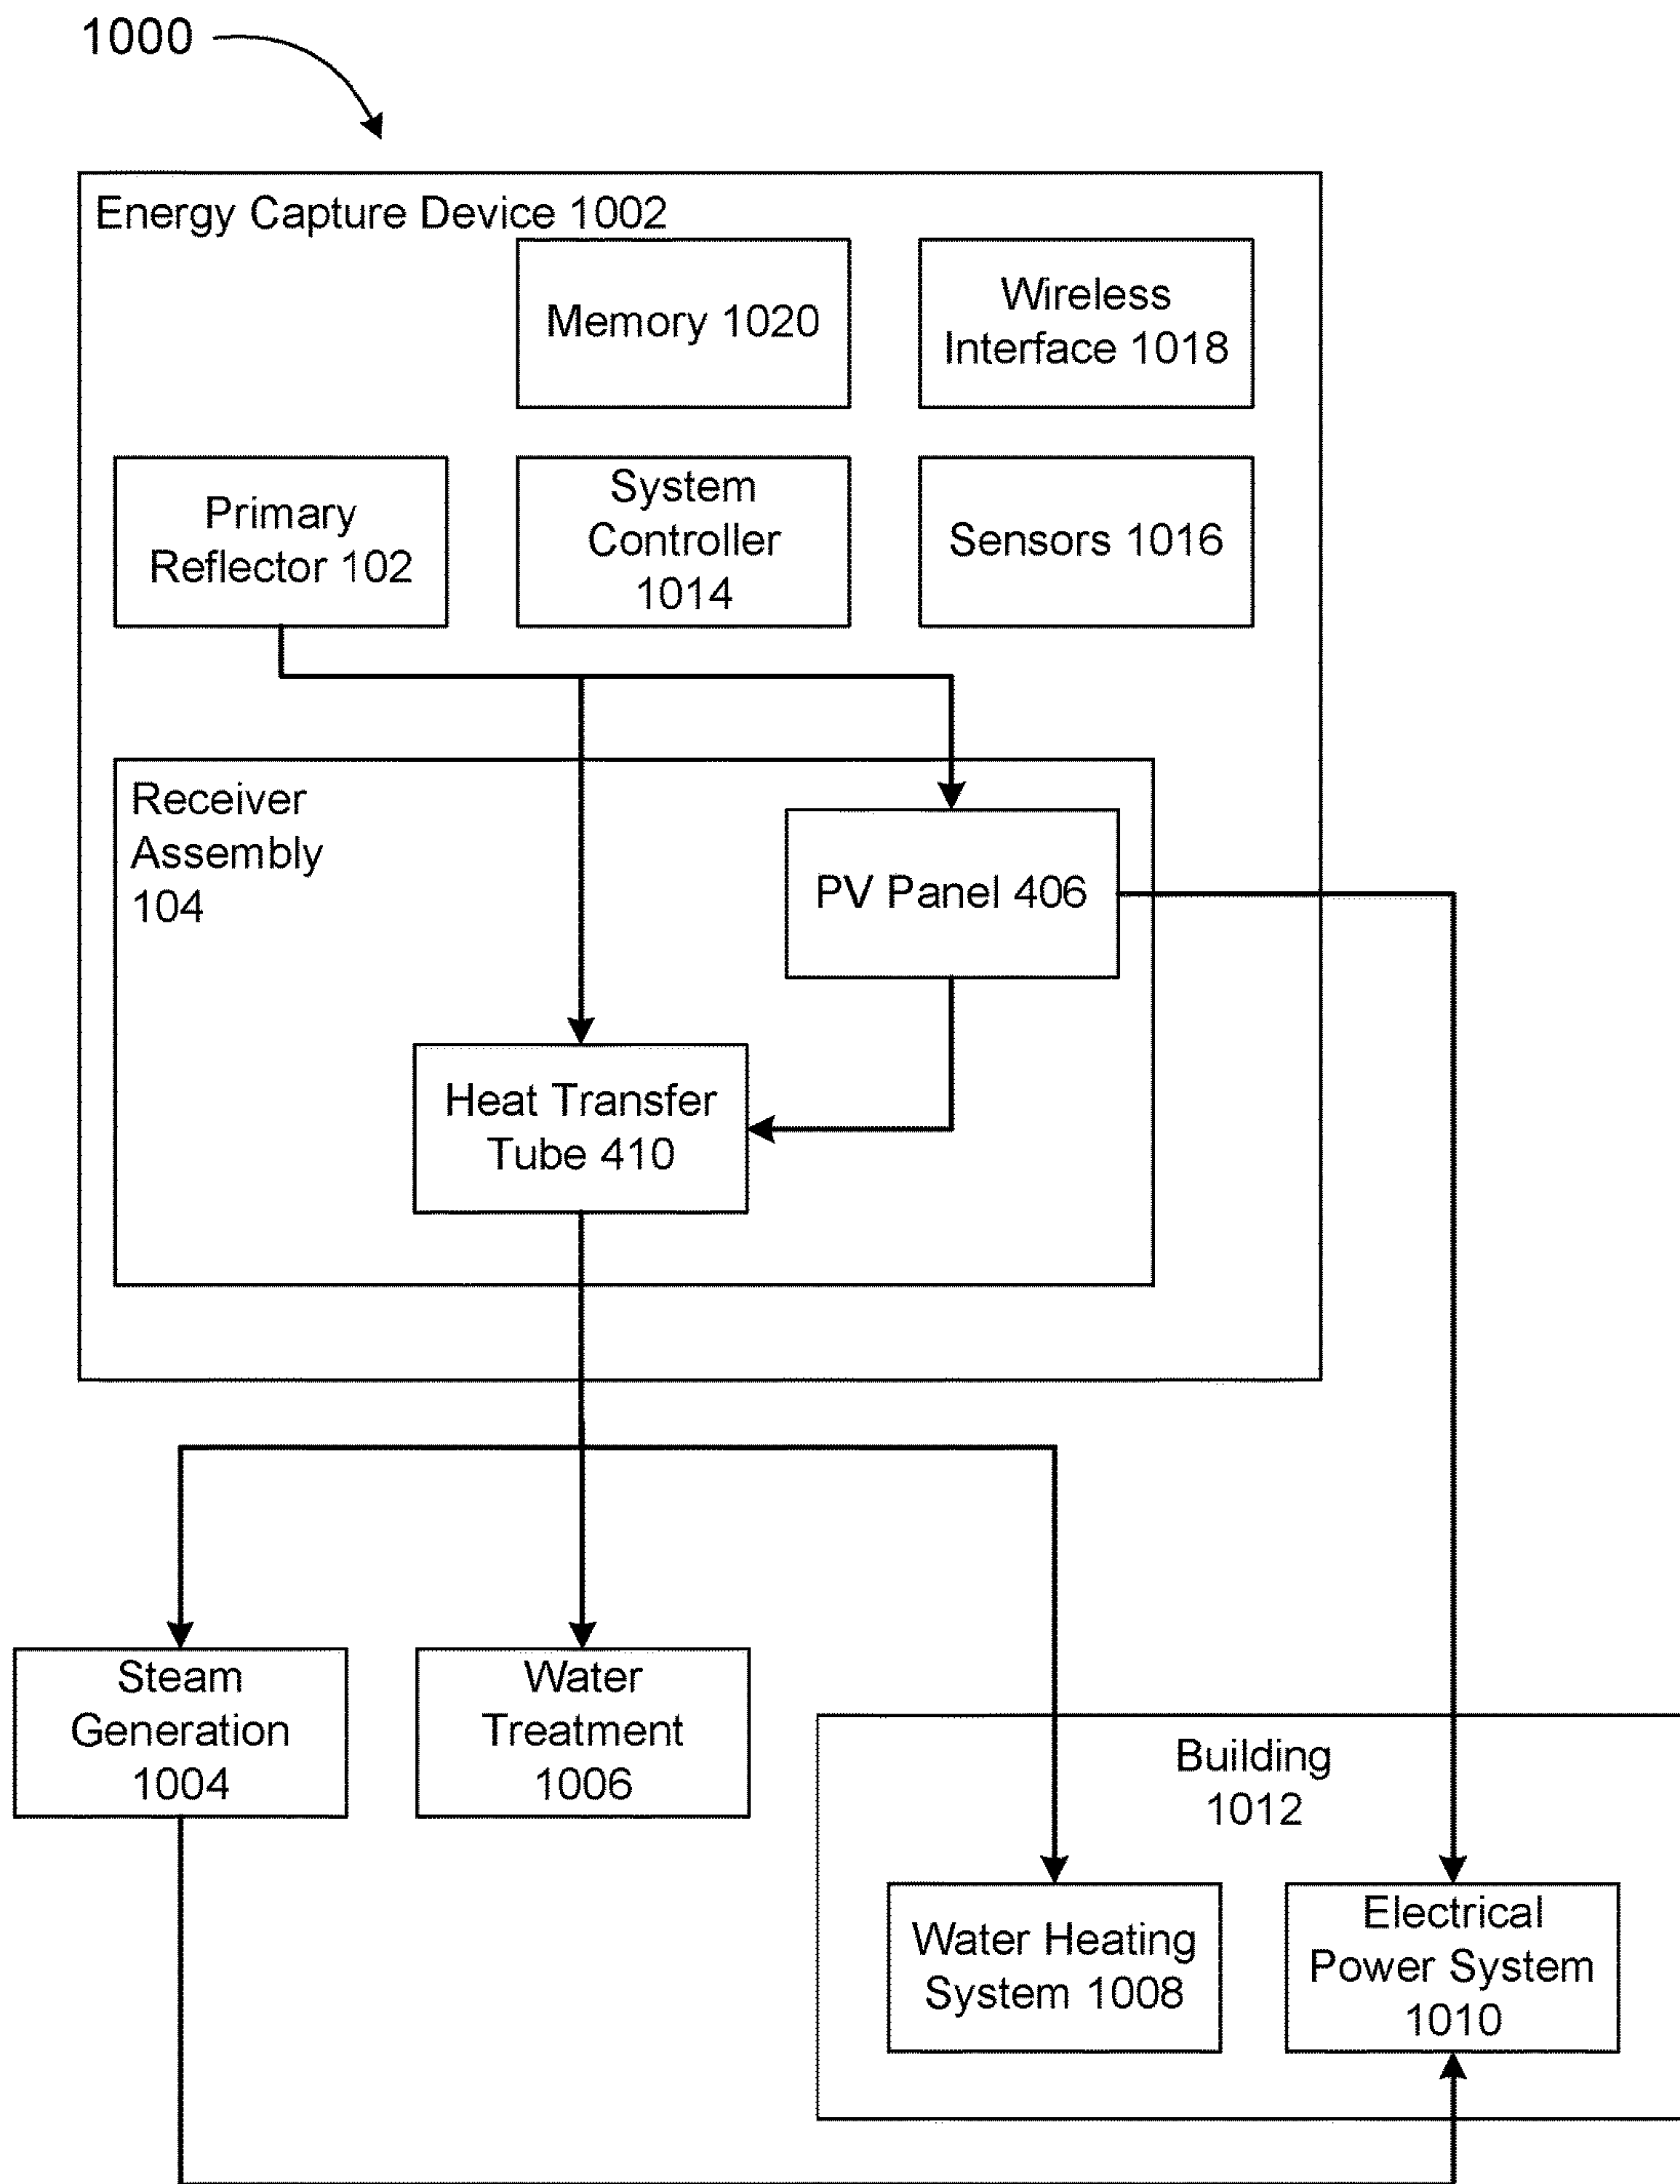 1000
Energy Capture Device 1002
Memory 1020
Wireless
Interface 1018
Primary
Reflector 102
System
Controller
1014
Sensors 1016
Receiver
Assembly
104
PV Panel 406
Heat Transfer
Tube 410
Steam
Generation
1004
Water
Treatment
1006
Building
1012
Water Heating
System 1008
Electrical
Power System
1010